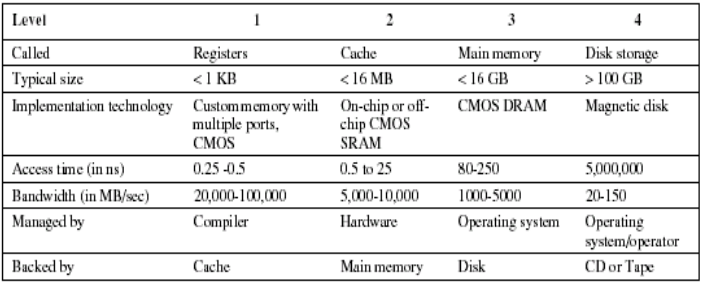 Level 1 2 3 4
Called Registers Cache Main memory Disk storage
Typical size < 1 KB < 16 MB < 16 GB > 100 GB
Implementation technology Custom memory with On-chip or off- CMOS DRAM Magnetic disk
multiple ports, chip CMOS
CMOS SRAM
Access time (in ns) 0.25 -0.5 0.5 to 25 80-250 5,000,000
Bandwidth (in MB/sec) 20,000-100,000 5,000-10,000 1000-5000 20-150
Managed by Compiler Hardware Operating system Operating
system/operator
Backed by Cache Main memory Disk CD or Tape